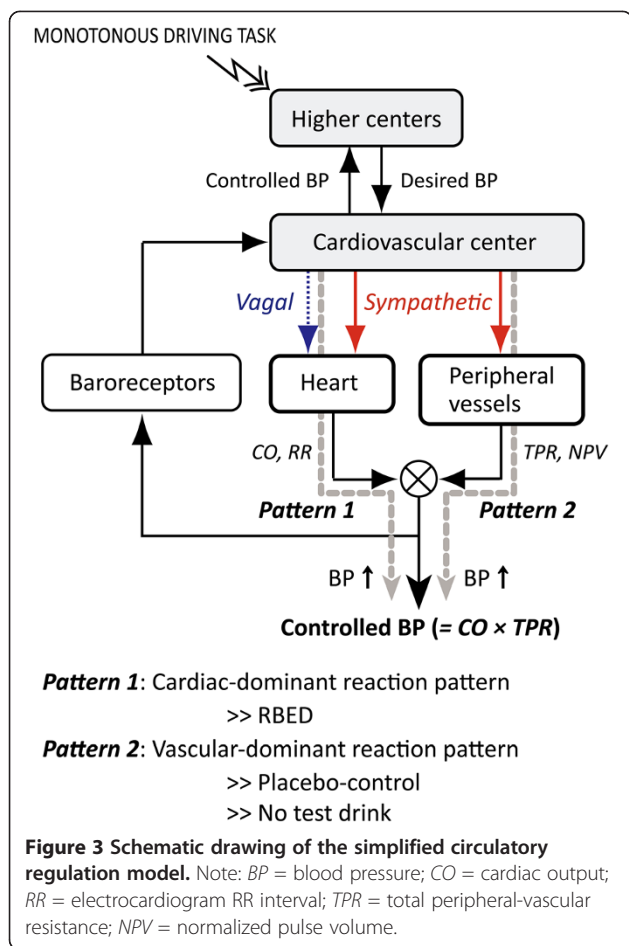 MONOTONOUS DRIVING TASK
Higher centers
Controlled BP
Desired BP
Cardiovascular center
Vagal
Sympathetic
Baroreceptors
Heart
Peripheral
vessels
CO, RR
TPR, NPV
Pattern 1
Pattern 2
BP ↑
BP ↑
Controlled BP (= CO × TPR)
Pattern 1: Cardiac-dominant reaction pattern
>> RBED
Pattern 2: Vascular-dominant reaction pattern
>> Placebo-control
>> No test drink
Figure 3 Schematic drawing of the simplified circulatory
regulation model. Note: BP = blood pressure; CO = cardiac output;
RR = electrocardiogram RR interval; TPR = total peripheral-vascular
resistance; NPV = normalized pulse volume.